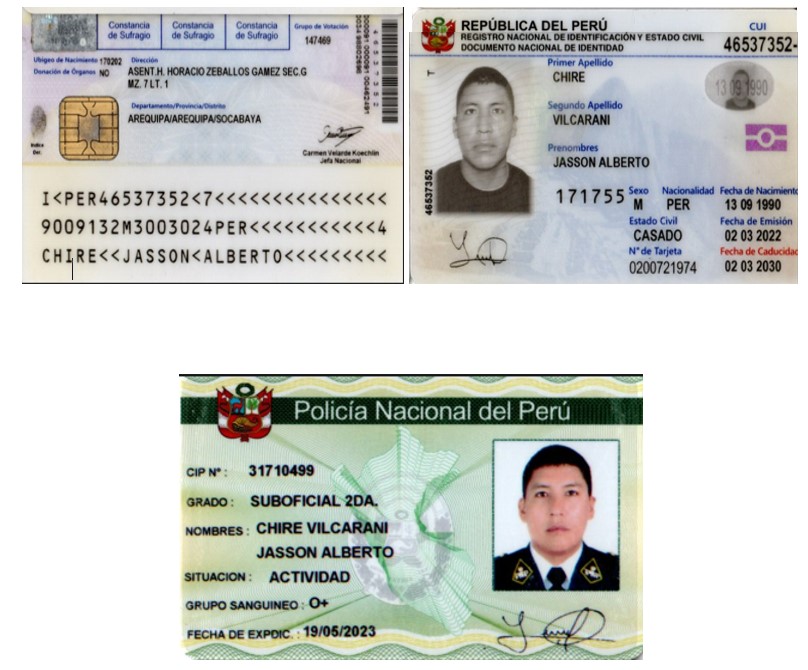 Constancia de Sufragio
Constancia de Sufragio
Constancia de Sufragio
Grupo de Votación
147469
Ubigeo de Nacimiento 170202
Donación de Órganos NO
Dirección
ASENT.H. HORACIO ZEBALLOS GAMEZ SEC.G
MZ. 7 LT. 1
Departamento/Provincia/Distrito
AREQUIPA/AREQUIPA/SOCABAYA
Indice Der.
Carmen Velarde Koechlin
Jefa Nacional
I<PER46537352<7<<<<<<<<<<<<<<<
9009132M3003024PER<<<<<<<<<<<4
CHIRE<<JASSON<ALBERTO<<<<<<<<<
REPÚBLICA DEL PERÚ
REGISTRO NACIONAL DE IDENTIFICACIÓN Y ESTADO CIVIL
DOCUMENTO NACIONAL DE IDENTIDAD
CUI
46537352-
Primer Apellido
CHIRE
Segundo Apellido
VILCARANI
Prenombres
JASSON ALBERTO
13 09 1990
T
46537352
171755
Sexo Nacionalidad Fecha de Nacimiento
M PER 13 09 1990
Estado Civil Fecha de Emisión
CASADO 02 03 2022
N° de Tarjeta Fecha de Caducidad
0200721974 02 03 2030
Policía Nacional del Perú
CIP N° : 31710499
GRADO : SUBOFICIAL 2DA.
NOMBRES : CHIRE VILCARANI
JASSON ALBERTO
SITUACION : ACTIVIDAD
GRUPO SANGUINEO : O+
FECHA DE EXPDIC. : 19/05/2023